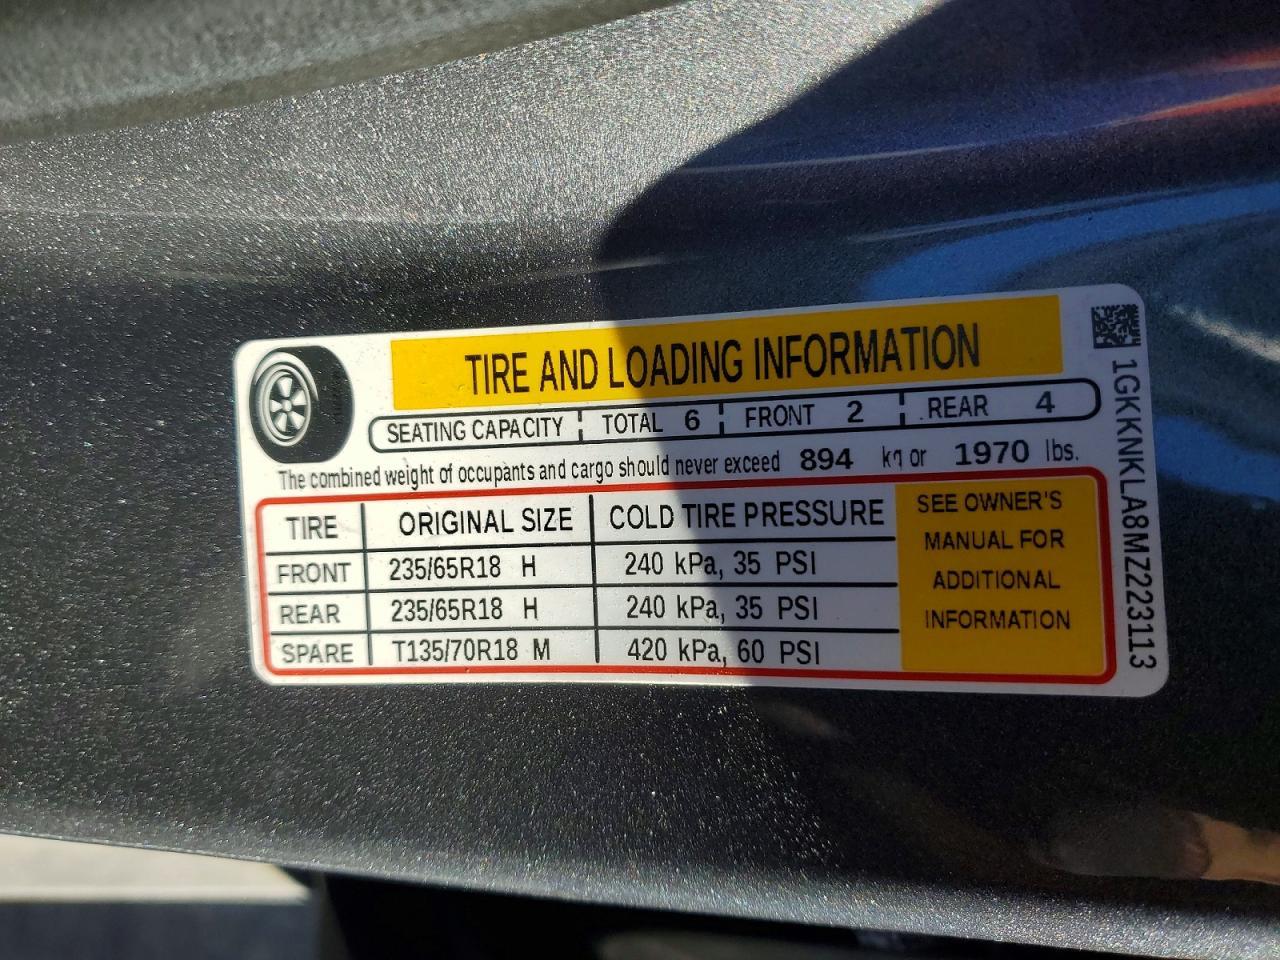 TIRE AND LOADING INFORMATION
SEATING CAPACITY TOTAL 6 FRONT 2 REAR 4
The combined weight of occupants and cargo should never exceed 894 kg or 1970 lbs.
TIRE ORIGINAL SIZE COLD TIRE PRESSURE
FRONT 235/65R18 H 240 kPa, 35 PSI
REAR 235/65R18 H 240 kPa, 35 PSI
SPARE T135/70R18 M 420 kPa, 60 PSI
SEE OWNER'S
MANUAL FOR
ADDITIONAL
INFORMATION
1GKKNKLA8MZ223113